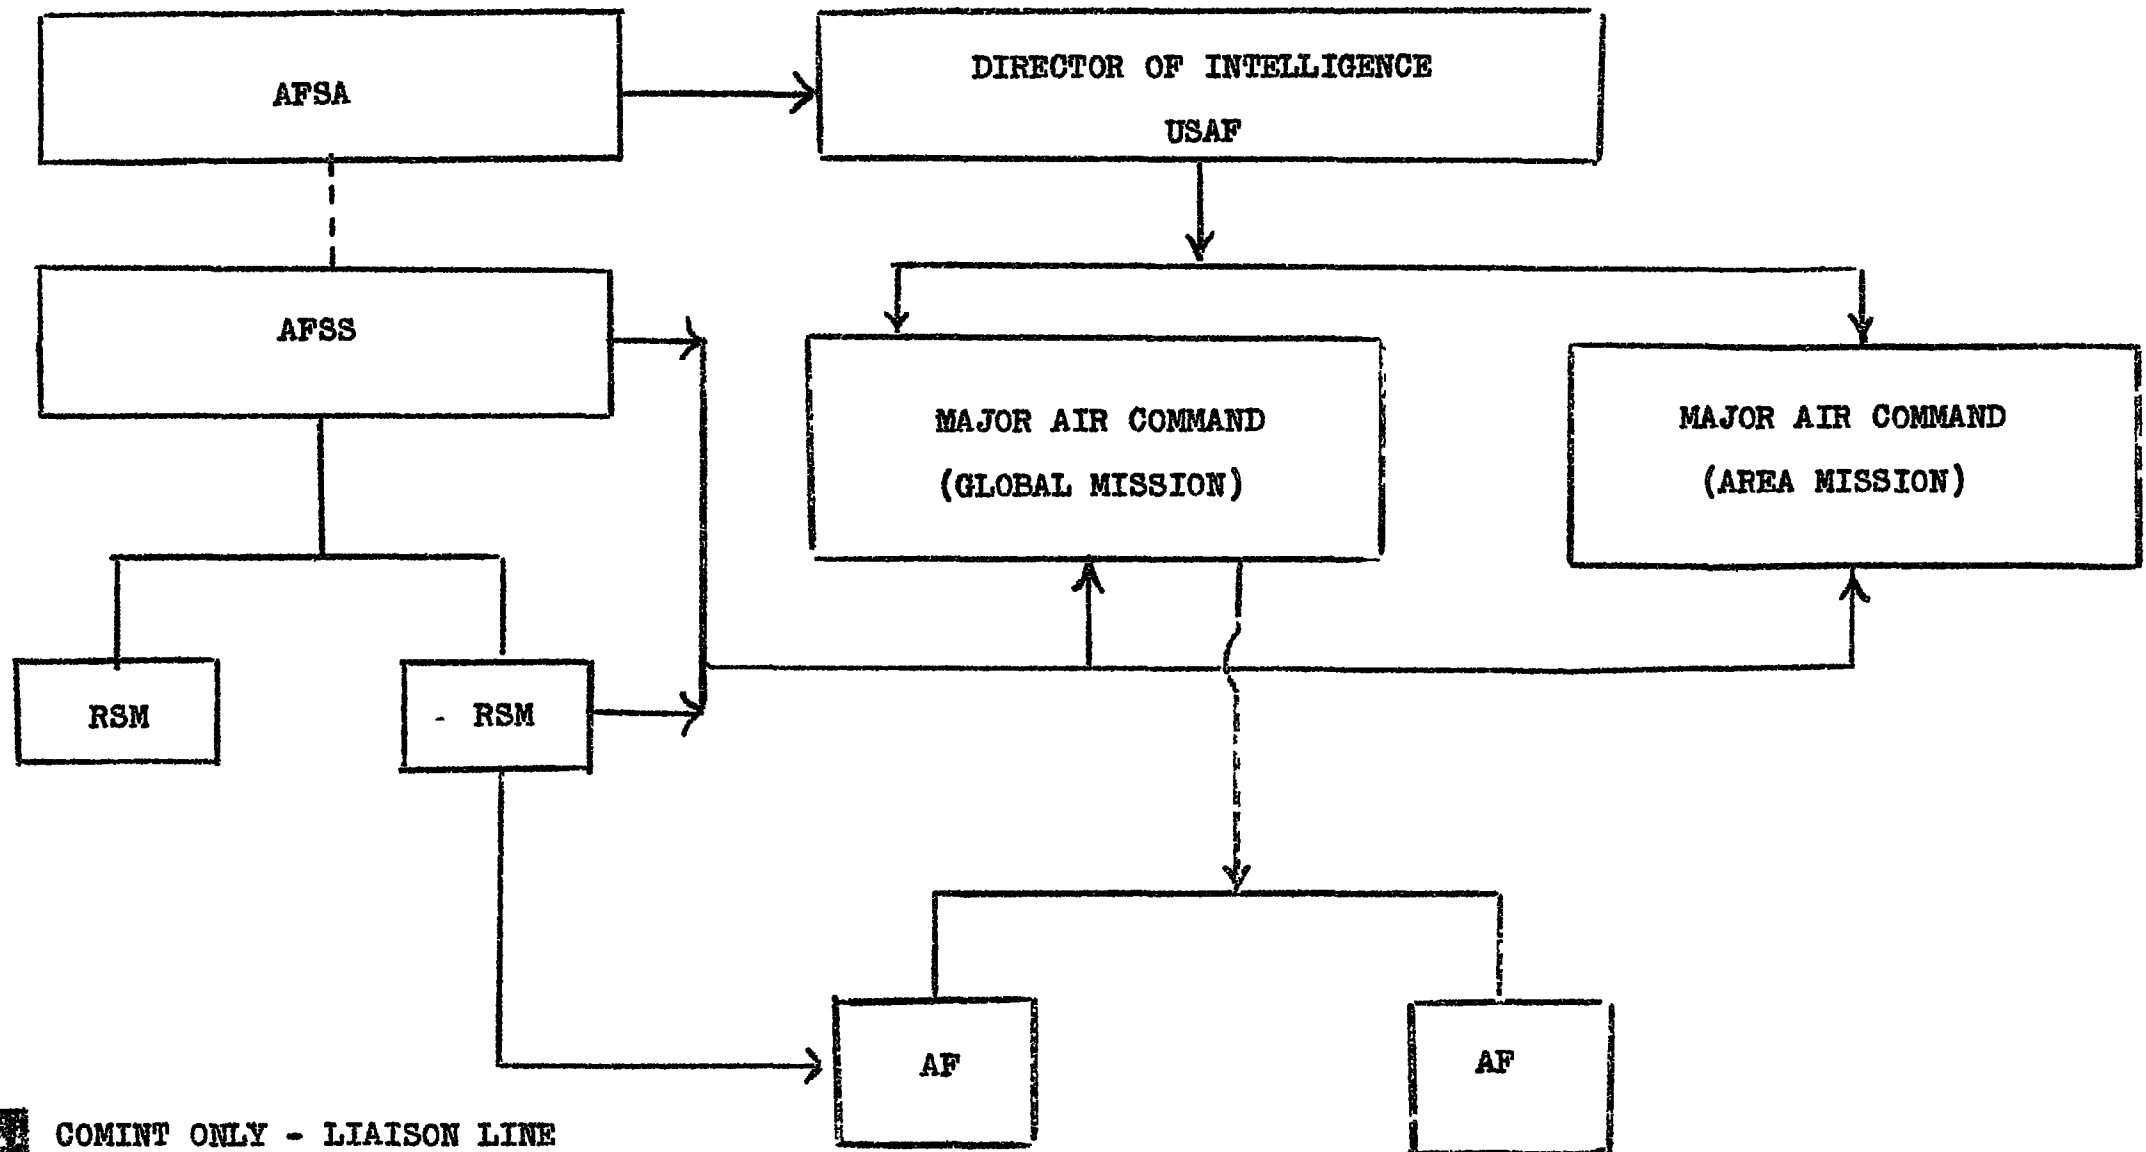 AFSA
DIRECTOR OF INTELLIGENCE
USAF
AFSS
MAJOR AIR COMMAND
(GLOBAL MISSION)
MAJOR AIR COMMAND
(AREA MISSION)
RSM
- RSM
AF
AF
COMINT ONLY - LIAISON LINE